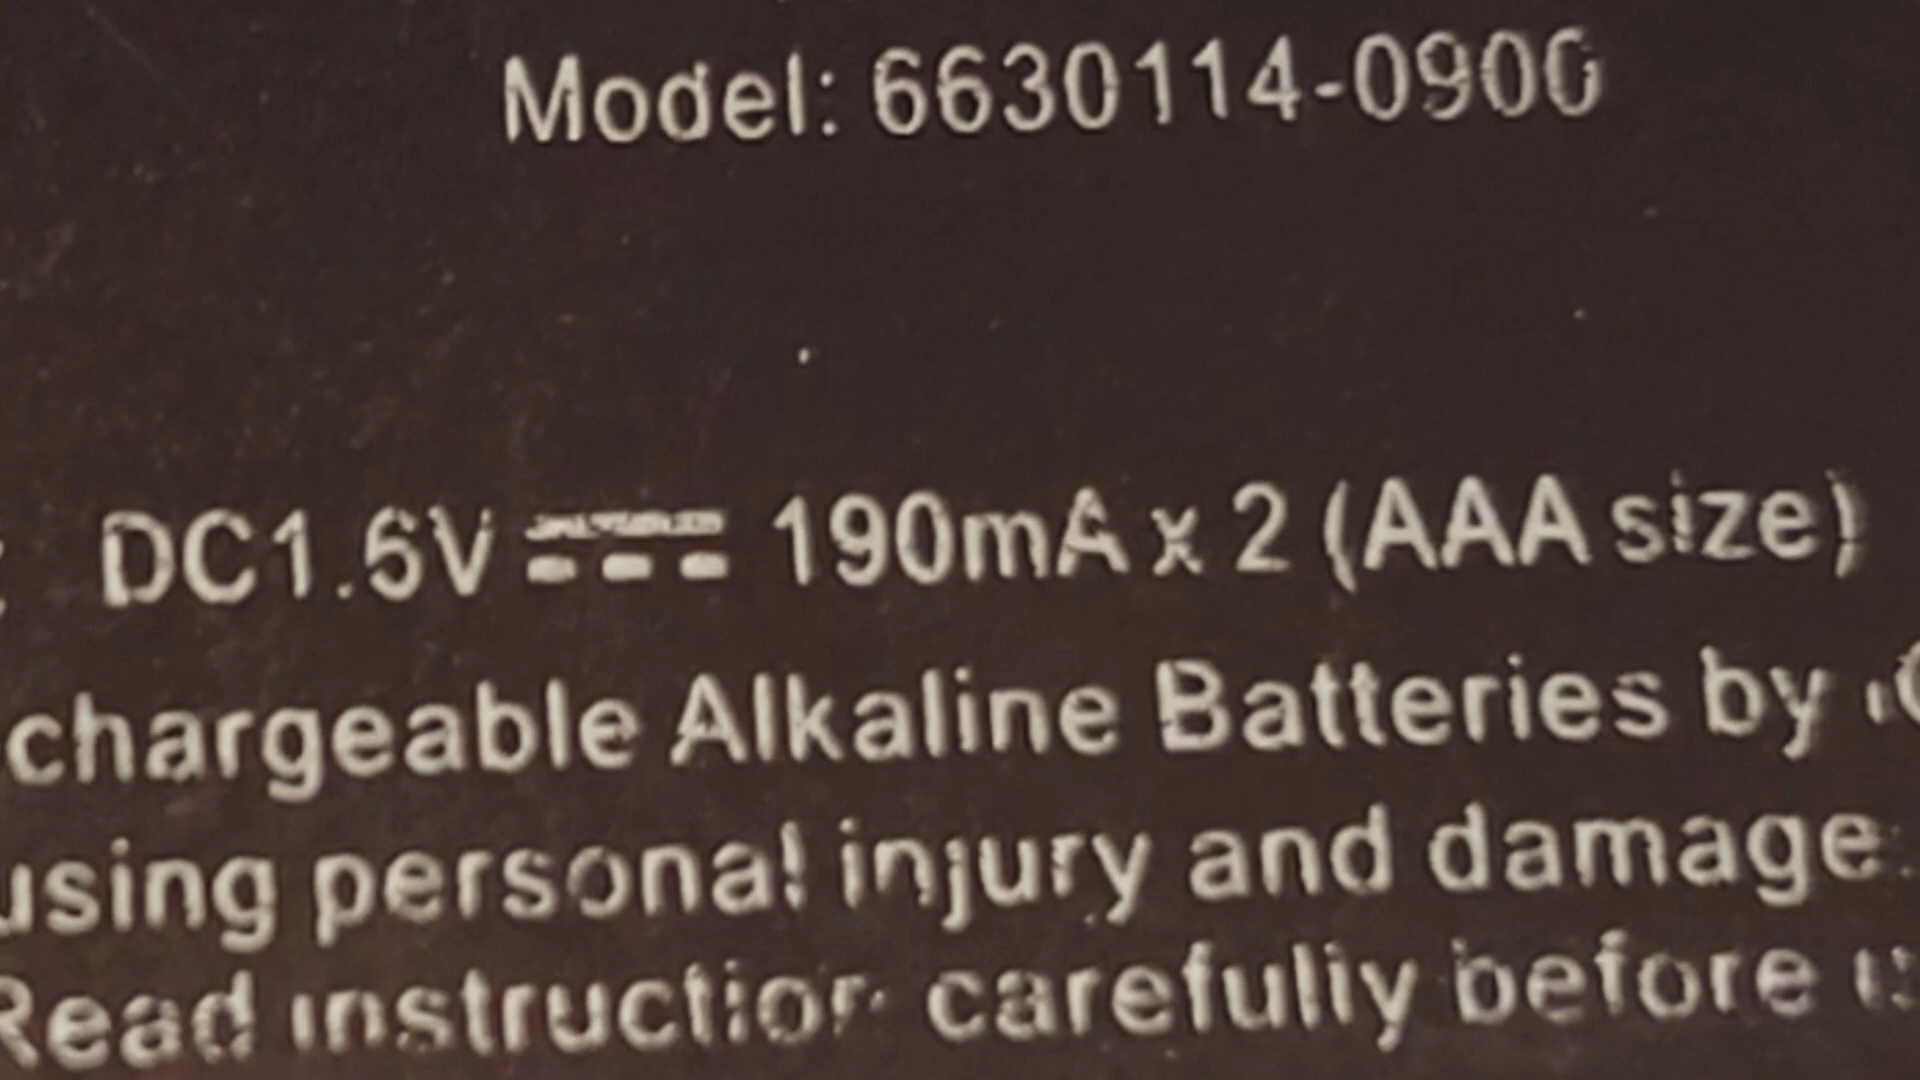 Model: 6630114-0900
DC1.6V ⎓ 190mA x 2 (AAA size)
chargeable Alkaline Batteries by
using personal injury and damage.
Read instruction carefully before